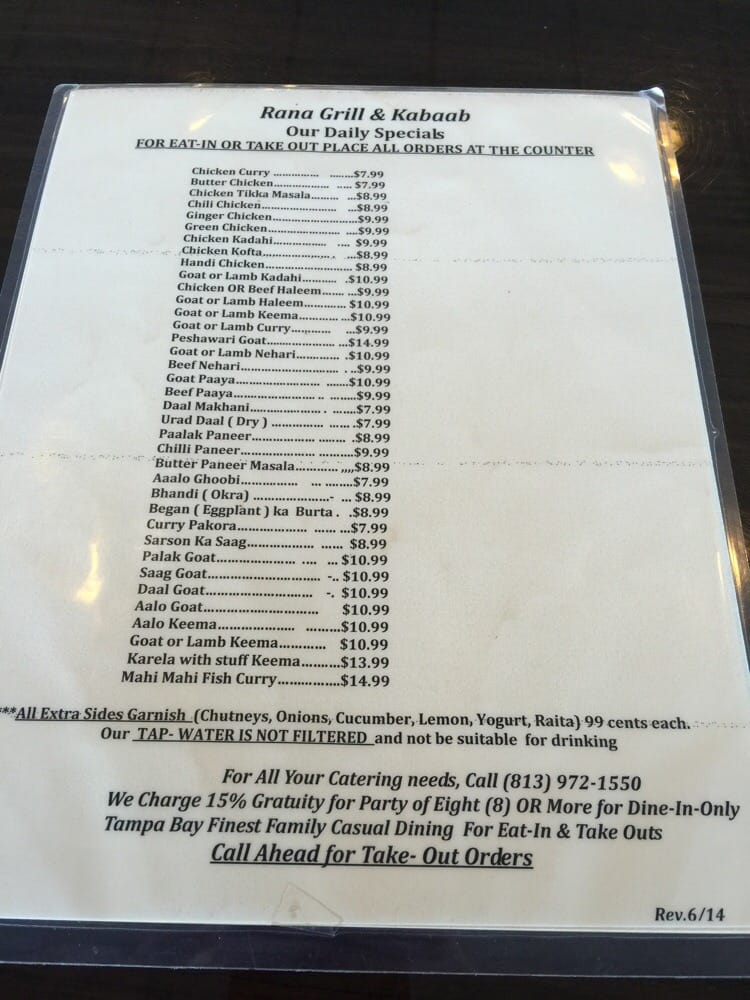 Rana Grill & Kabaab
Our Daily Specials
FOR EAT-IN OR TAKE OUT PLACE ALL ORDERS AT THE COUNTER
Chicken Curry .............. ........$7.99
Butter Chicken..................... ..... $7.99
Chicken Tikka Masala........ ...$8.99
Chili Chicken..................... ...$8.99
Ginger Chicken............................$9.99
Green Chicken..................... ....$9.99
Chicken Kadahi................ .... $9.99
Chicken Kofta..................... ...$8.99
Handi Chicken............................ $8.99
Goat or Lamb Kadahi........... .$10.99
Chicken OR Beef Haleem....... ...$9.99
Goat or Lamb Haleem............. $10.99
Goat or Lamb Keema............ ...$10.99
Goat or Lamb Curry........... ...$9.99
Peshawari Goat..................... ...$14.99
Goat or Lamb Nehari........... .$10.99
Beef Nehari........................... . ..$9.99
Goat Paaya........................ .......$10.99
Beef Paaya...................... .. .......$9.99
Daal Makhani.................... . .......$7.99
Urad Daal ( Dry ) ............... ...... .$7.99
Paalak Paneer................ ........ .$8.99
Chilli Paneer..............................$9.99
Butter Paneer Masala........... ,,,,$8.99
Aaalo Ghoobi..................... ... ........$7.99
Bhandi ( Okra) .....................- ... $8.99
Began ( Eggplant ) ka Burta . .$8.99
Curry Pakora.................. ...... ...$7.99
Sarson Ka Saag.................. ...... $8.99
Palak Goat........................ .... ... $10.99
Saag Goat.............................. -.. $10.99
Daal Goat............................. -. $10.99
Aalo Goat.............................. $10.99
Aalo Keema..................... .........$10.99
Goat or Lamb Keema............ $10.99
Karela with stuff Keema.........$13.99
Mahi Mahi Fish Curry...............$14.99
***All Extra Sides Garnish (Chutneys, Onions, Cucumber, Lemon, Yogurt, Raita) 99 cents each.
Our TAP- WATER IS NOT FILTERED and not be suitable for drinking
For All Your Catering needs, Call (813) 972-1550
We Charge 15% Gratuity for Party of Eight (8) OR More for Dine-In-Only
Tampa Bay Finest Family Casual Dining For Eat-In & Take Outs
Call Ahead for Take- Out Orders
Rev.6/14